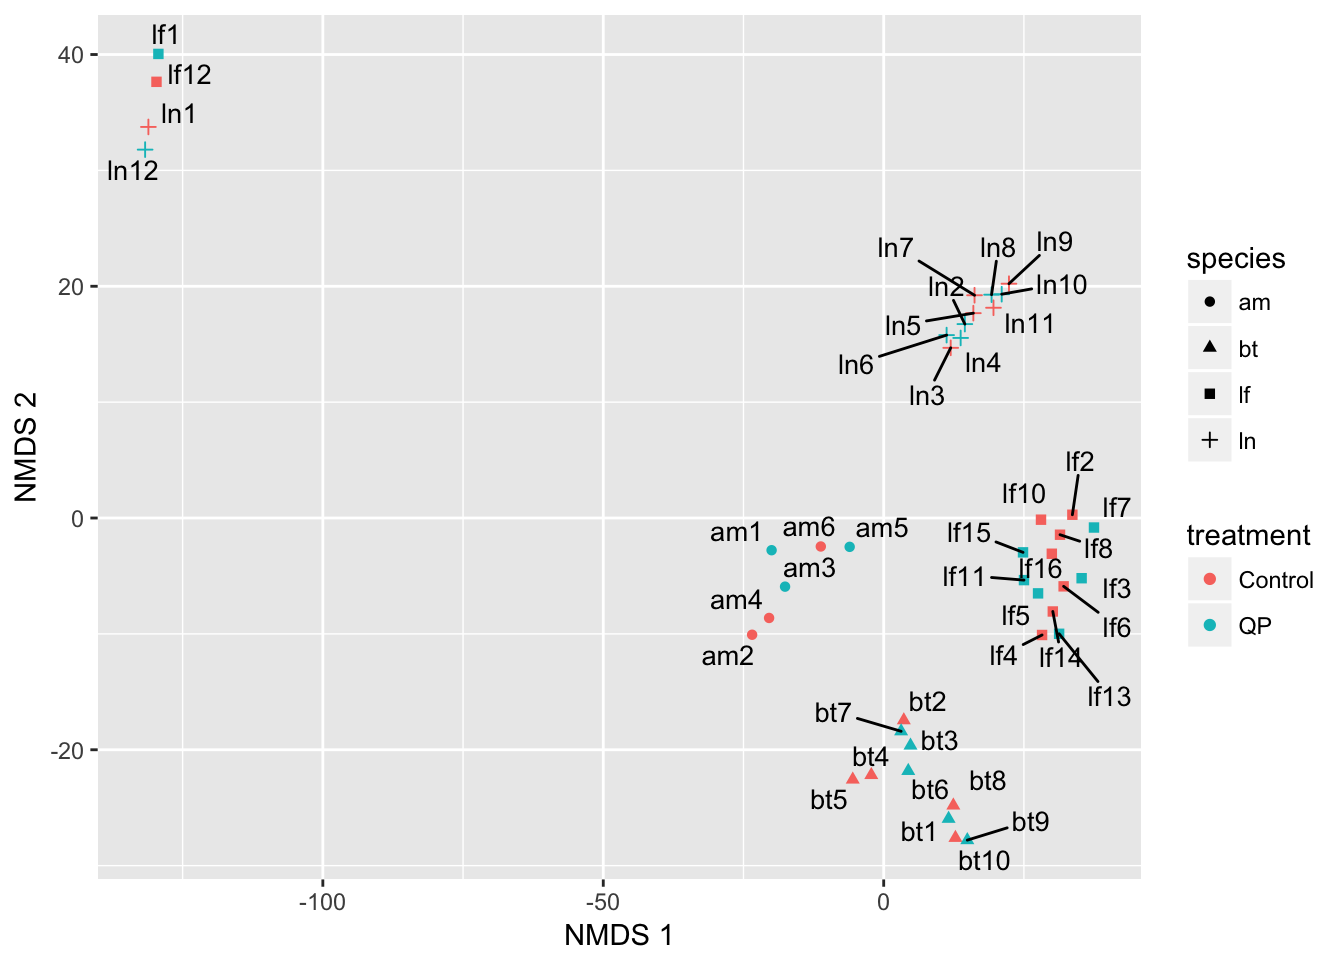 lf1
40
lf12
ln1
ln12
ln7
ln8
ln9
ln2
ln10
20
ln5
ln11
ln6
ln4
ln3
species
am
bt
lf
ln
NMDS 2
lf2
lf10
lf7
0
am1
am6
am5
lf15
lf8
am3
lf16
lf11
lf3
am4
lf5
lf6
am2
lf4
lf14
lf13
treatment
Control
QP
bt2
bt7
bt3
-20
bt4
bt6
bt8
bt5
bt9
bt1
bt10
-100
-50
0
NMDS 1